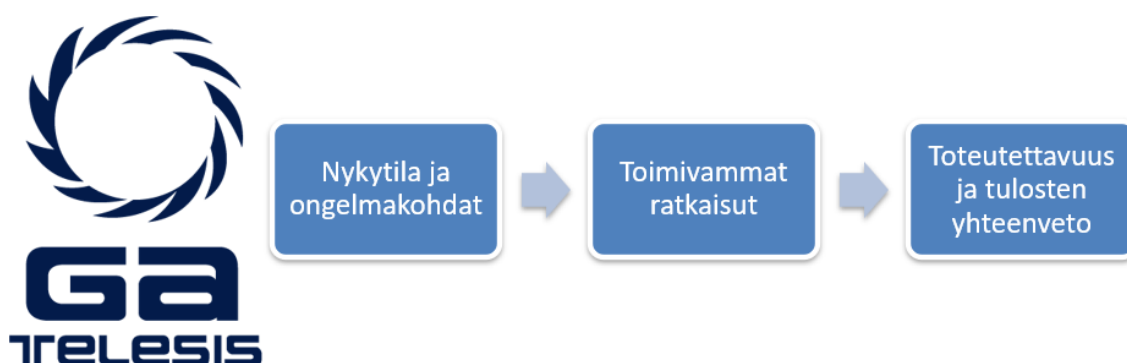 GA
TELESIS
Nykytila ja
ongelmakohdat
Toimivammat
ratkaisut
Toteutettavuus
ja tulosten
yhteenveto